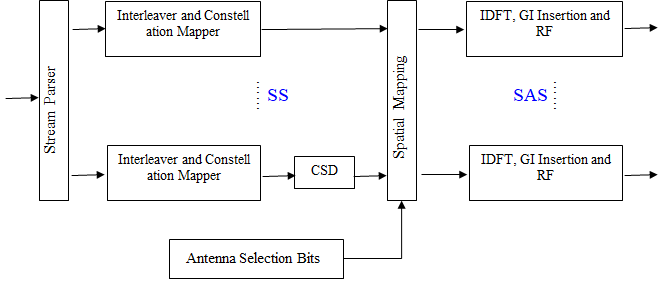 Stream Parser
Interleaver and Constell
ation Mapper
SS
Interleaver and Constell
ation Mapper
CSD
Spatial Mapping
IDFT, GI Insertion and
RF
SAS
IDFT, GI Insertion and
RF
Antenna Selection Bits